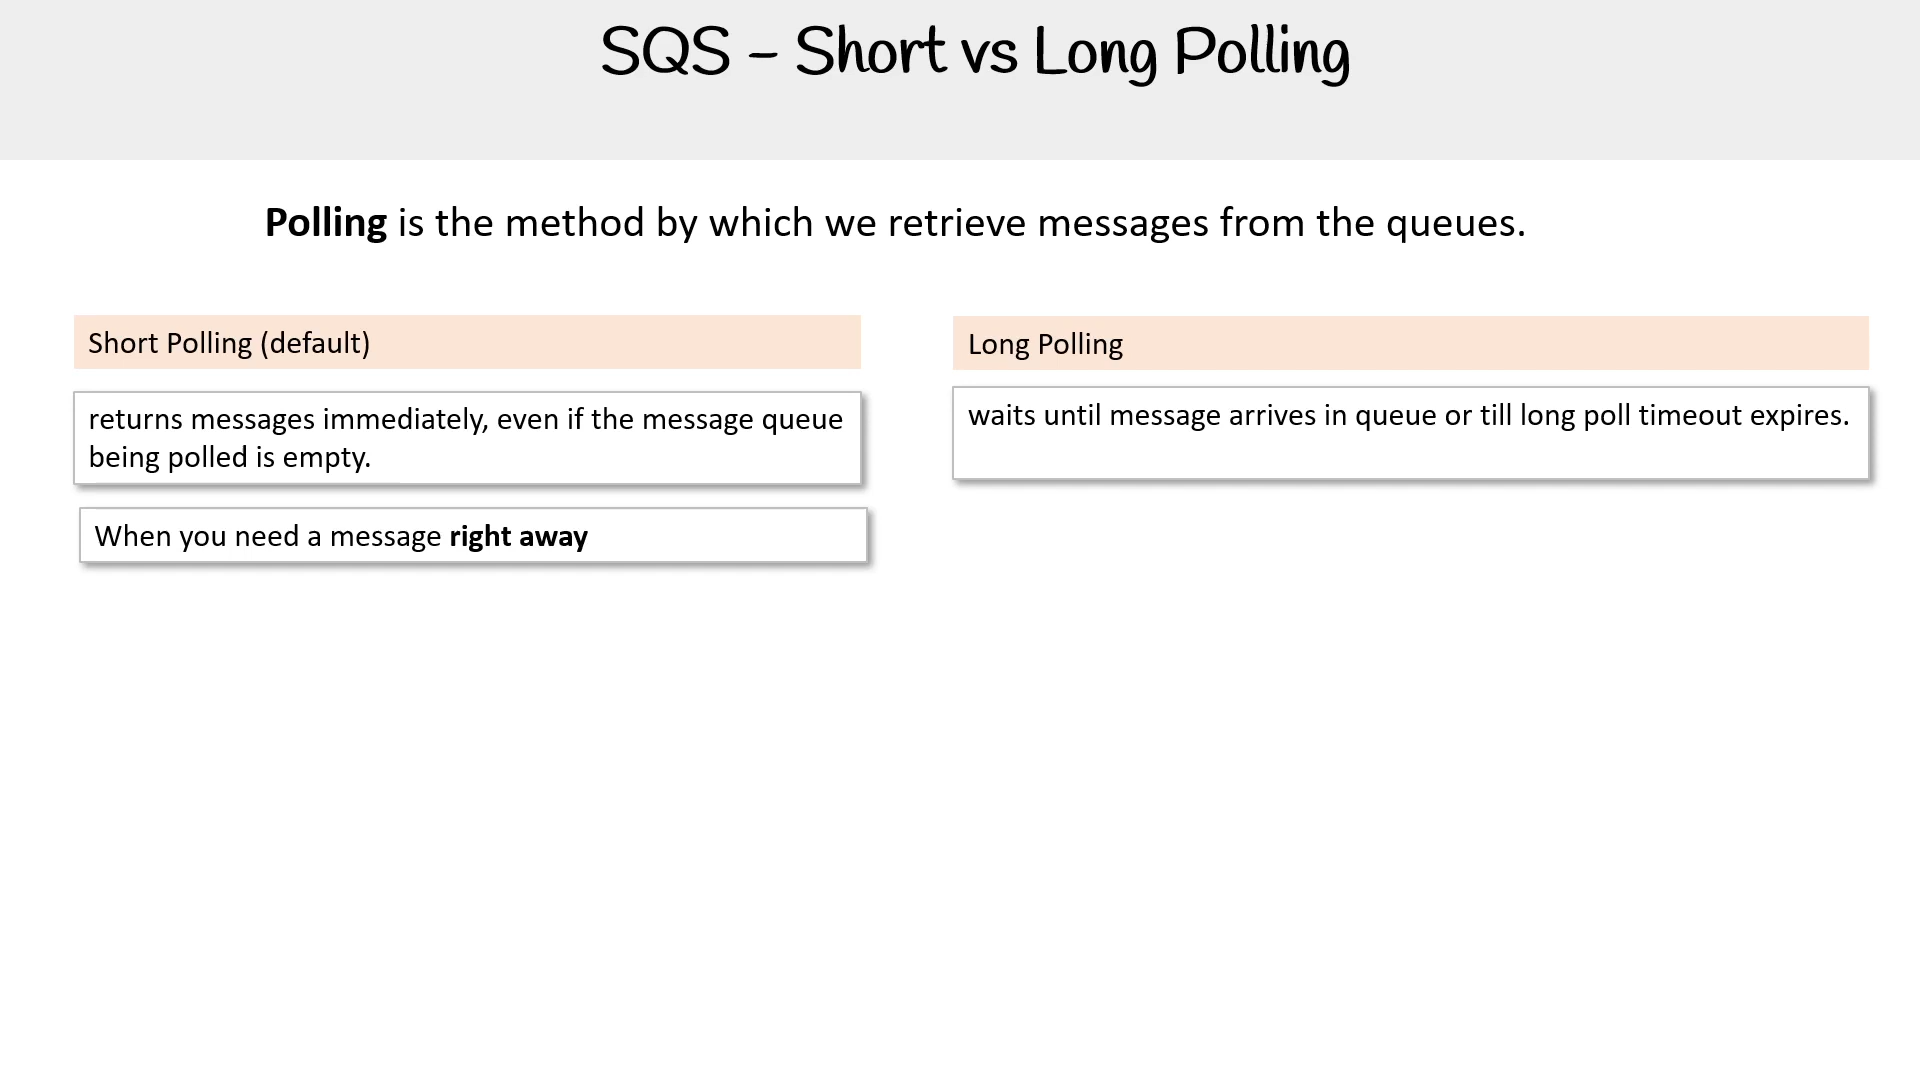 SQS – Short vs Long Polling
Polling is the method by which we retrieve messages from the queues.
Short Polling (default)
returns messages immediately, even if the message queue
being polled is empty.
When you need a message right away
Long Polling
waits until message arrives in queue or till long poll timeout expires.